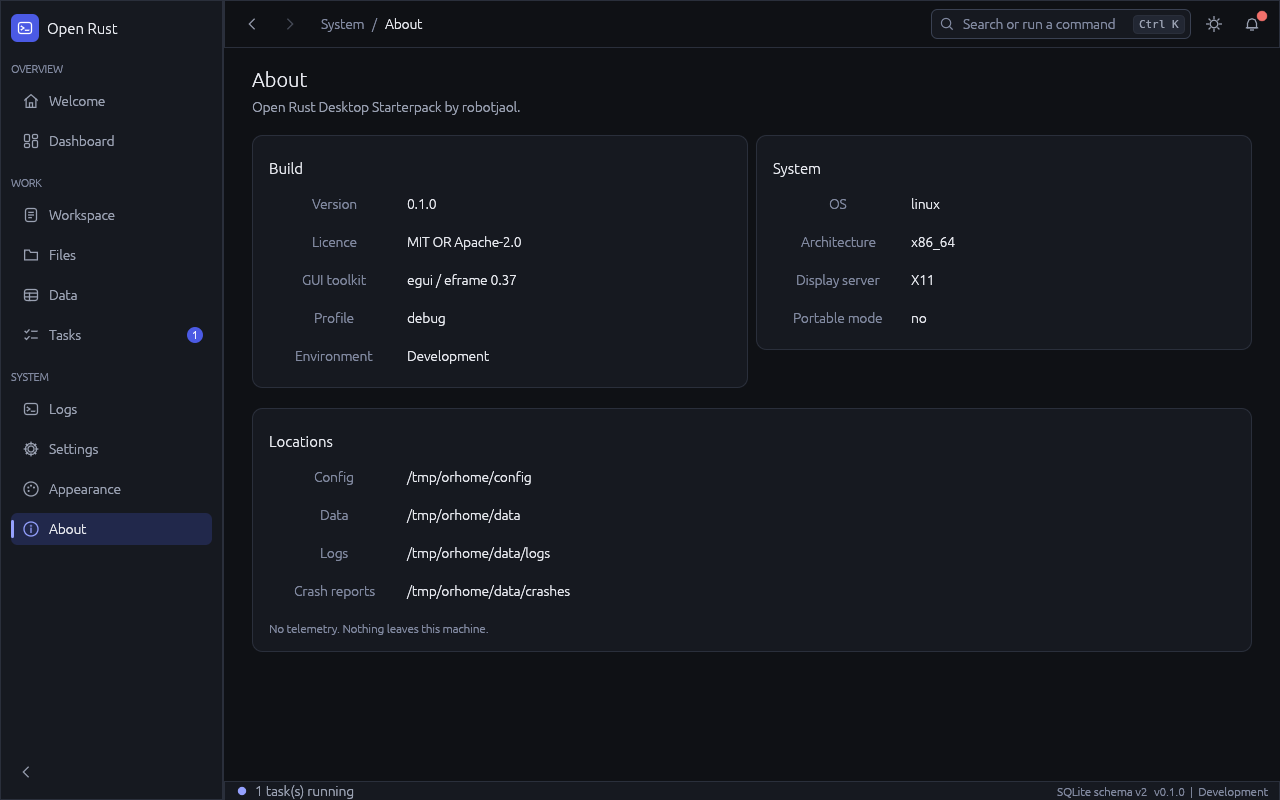 Open Rust
OVERVIEW
Welcome
Dashboard
WORK
Workspace
Files
Data
Tasks 1
SYSTEM
Logs
Settings
Appearance
About
System / About
Search or run a command Ctrl K
About
Open Rust Desktop Starterpack by robotjaol.
Build
Version 0.1.0
Licence MIT OR Apache-2.0
GUI toolkit egui / eframe 0.37
Profile debug
Environment Development
System
OS linux
Architecture x86_64
Display server X11
Portable mode no
Locations
Config /tmp/orhome/config
Data /tmp/orhome/data
Logs /tmp/orhome/data/logs
Crash reports /tmp/orhome/data/crashes
No telemetry. Nothing leaves this machine.
1 task(s) running
SQLite schema v2 v0.1.0 | Development